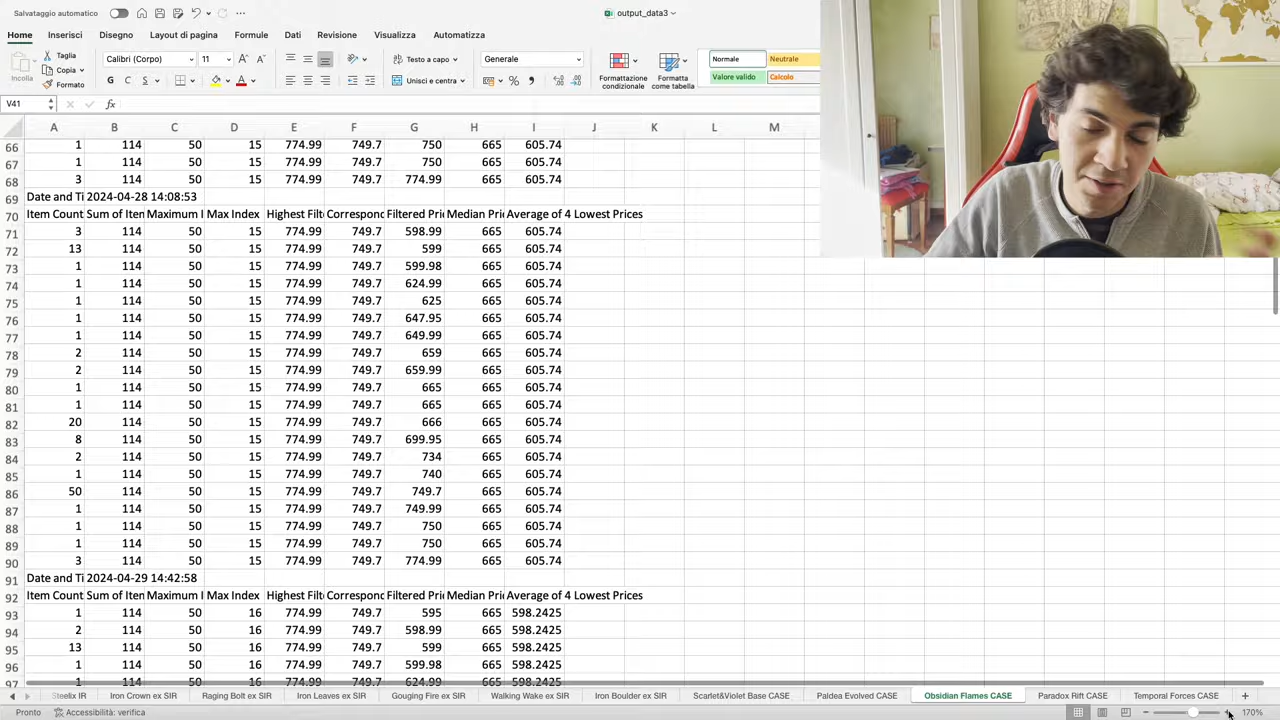 Salvataggio automatico output_data3
Home Inserisci Disegno Layout di pagina Formule Dati Revisione Visualizza Automatizza
Incolla Taglia Calibri (Corpo) 11 A A Testo a capo Generale Formattazione condizionale Formatta come tabella Normale Neutrale
Copia
Formato G C S A Unisci e centra % Valore valido Calcolo
V41 fx
A B C D E F G H I J K L M
66 1 114 50 15 774.99 749.7 750 665 605.74
67 1 114 50 15 774.99 749.7 750 665 605.74
68 3 114 50 15 774.99 749.7 774.99 665 605.74
69 Date and Ti 2024-04-28 14:08:53
70 Item Count Sum of Iten Maximum I Max Index Highest Filt Correspond Filtered Pri Median Pri Average of 4 Lowest Prices
71 3 114 50 15 774.99 749.7 598.99 665 605.74
72 13 114 50 15 774.99 749.7 599 665 605.74
73 1 114 50 15 774.99 749.7 599.98 665 605.74
74 1 114 50 15 774.99 749.7 624.99 665 605.74
75 1 114 50 15 774.99 749.7 625 665 605.74
76 1 114 50 15 774.99 749.7 647.95 665 605.74
77 1 114 50 15 774.99 749.7 649.99 665 605.74
78 2 114 50 15 774.99 749.7 659 665 605.74
79 2 114 50 15 774.99 749.7 659.99 665 605.74
80 1 114 50 15 774.99 749.7 665 665 605.74
81 1 114 50 15 774.99 749.7 665 665 605.74
82 20 114 50 15 774.99 749.7 666 665 605.74
83 8 114 50 15 774.99 749.7 699.95 665 605.74
84 2 114 50 15 774.99 749.7 734 665 605.74
85 1 114 50 15 774.99 749.7 740 665 605.74
86 50 114 50 15 774.99 749.7 749.7 665 605.74
87 1 114 50 15 774.99 749.7 749.99 665 605.74
88 1 114 50 15 774.99 749.7 750 665 605.74
89 1 114 50 15 774.99 749.7 750 665 605.74
90 3 114 50 15 774.99 749.7 774.99 665 605.74
91 Date and Ti 2024-04-29 14:42:58
92 Item Count Sum of Iten Maximum I Max Index Highest Filt Correspond Filtered Pri Median Pri Average of 4 Lowest Prices
93 1 114 50 16 774.99 749.7 595 665 598.2425
94 2 114 50 16 774.99 749.7 598.99 665 598.2425
95 13 114 50 16 774.99 749.7 599 665 598.2425
96 1 114 50 16 774.99 749.7 599.98 665 598.2425
97 1 114 50 16 774.99 749.7 624.99 665 598.2425
Steelix IR Iron Crown ex SIR Raging Bolt ex SIR Iron Leaves ex SIR Gouging Fire ex SIR Walking Wake ex SIR Iron Boulder ex SIR Scarlet&Violet Base CASE Paldea Evolved CASE Obsidian Flames CASE Paradox Rift CASE Temporal Forces CASE +
Pronto Accessibilità: verifica 170%